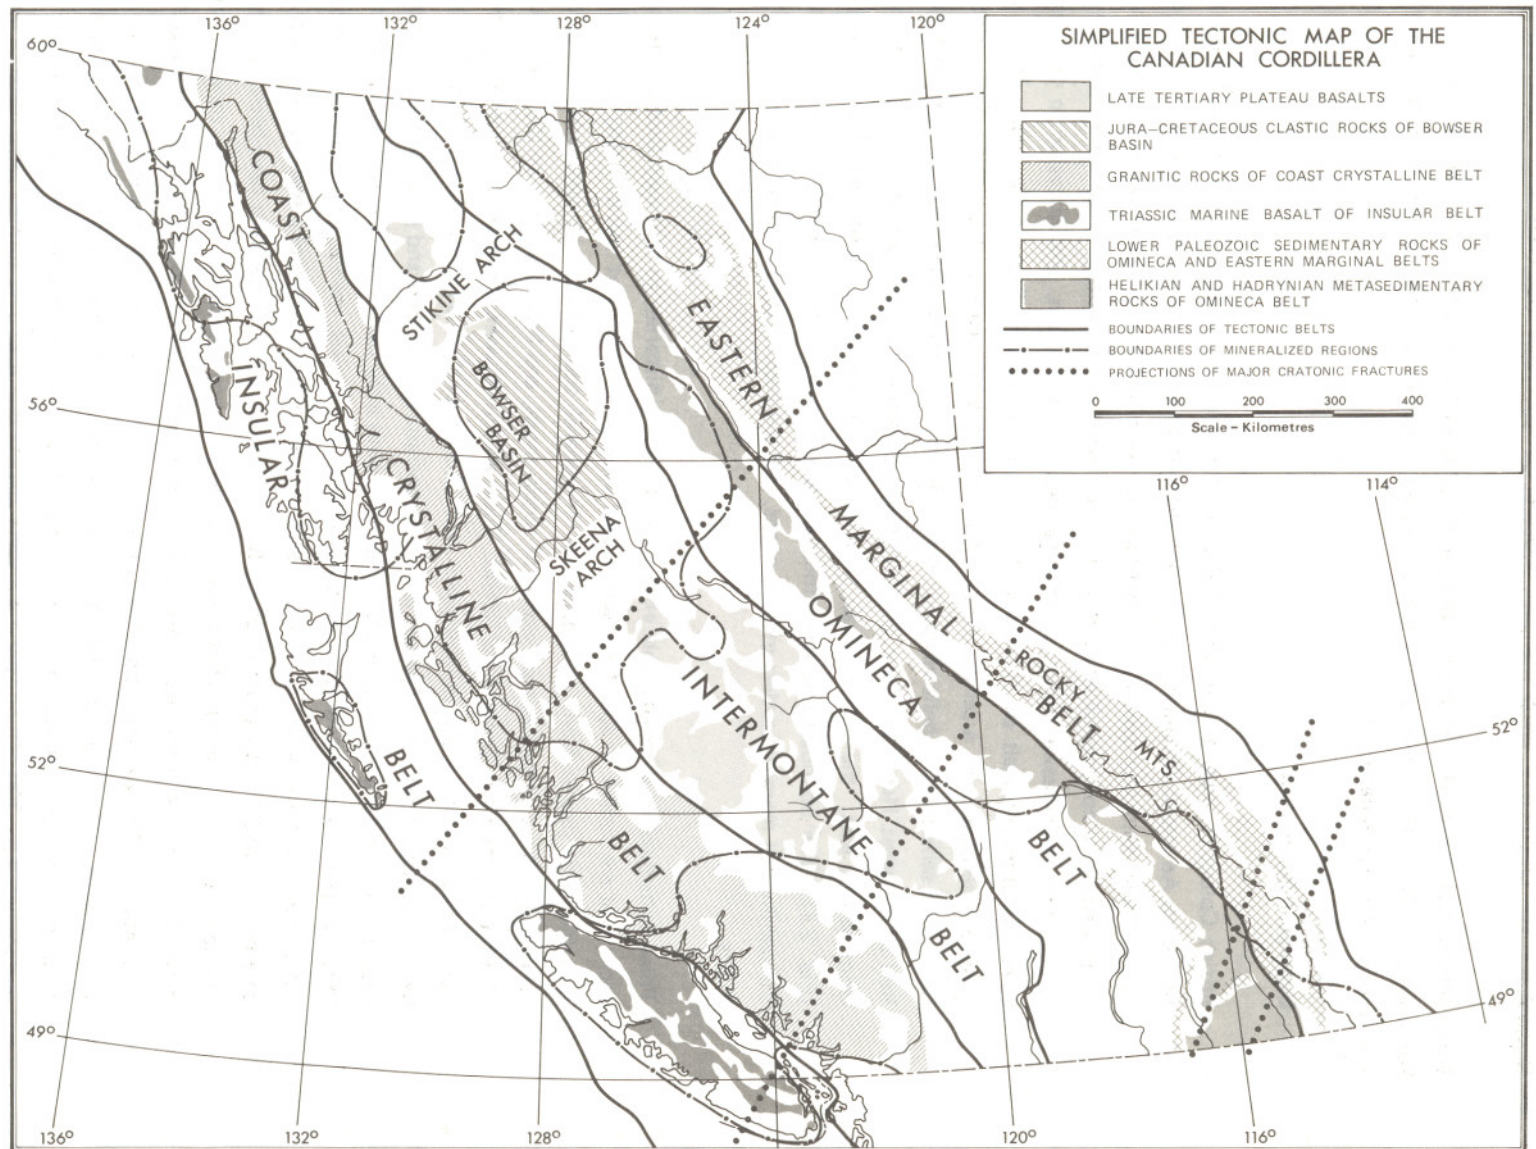 136°
132°
128°
124°
120°
60°
SIMPLIFIED TECTONIC MAP OF THE
CANADIAN CORDILLERA
LATE TERTIARY PLATEAU BASALTS
JURA–CRETACEOUS CLASTIC ROCKS OF BOWSER
BASIN
GRANITIC ROCKS OF COAST CRYSTALLINE BELT
TRIASSIC MARINE BASALT OF INSULAR BELT
LOWER PALEOZOIC SEDIMENTARY ROCKS OF
OMINECA AND EASTERN MARGINAL BELTS
HELIKIAN AND HADRYNIAN METASEDIMENTARY
ROCKS OF OMINECA BELT
BOUNDARIES OF TECTONIC BELTS
BOUNDARIES OF MINERALIZED REGIONS
PROJECTIONS OF MAJOR CRATONIC FRACTURES
0 100 200 300 400
Scale – Kilometres
COAST
CRYSTALLINE
BELT
STIKINE ARCH
BOWSER
BASIN
SKEENA
ARCH
INSULAR
BELT
EASTERN
MARGINAL
BELT
ROCKY
MTS.
OMINECA
BELT
INTERMONTANE
BELT
56°
52°
49°
116°
114°
52°
49°
136°
132°
128°
120°
116°